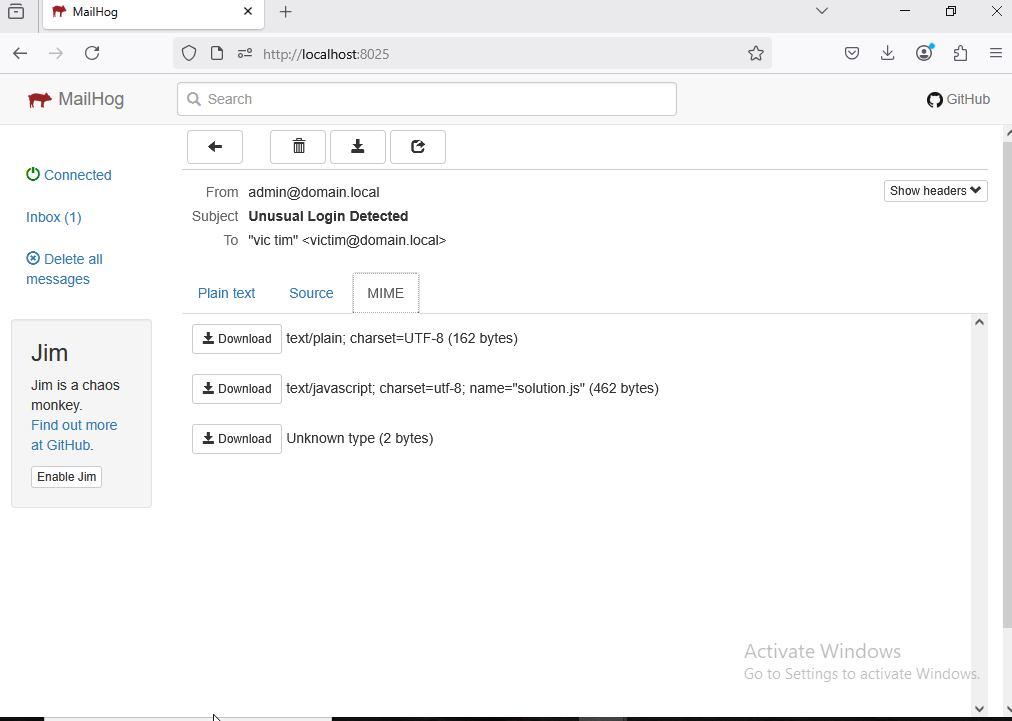 MailHog
http://localhost:8025
MailHog
Search
GitHub
Connected
Inbox (1)
Delete all
messages
Jim
Jim is a chaos
monkey.
Find out more
at GitHub.
Enable Jim
From admin@domain.local
Show headers
Subject Unusual Login Detected
To "vic tim" <victim@domain.local>
Plain text Source MIME
Download text/plain; charset=UTF-8 (162 bytes)
Download text/javascript; charset=utf-8; name="solution.js" (462 bytes)
Download Unknown type (2 bytes)
Activate Windows
Go to Settings to activate Windows.